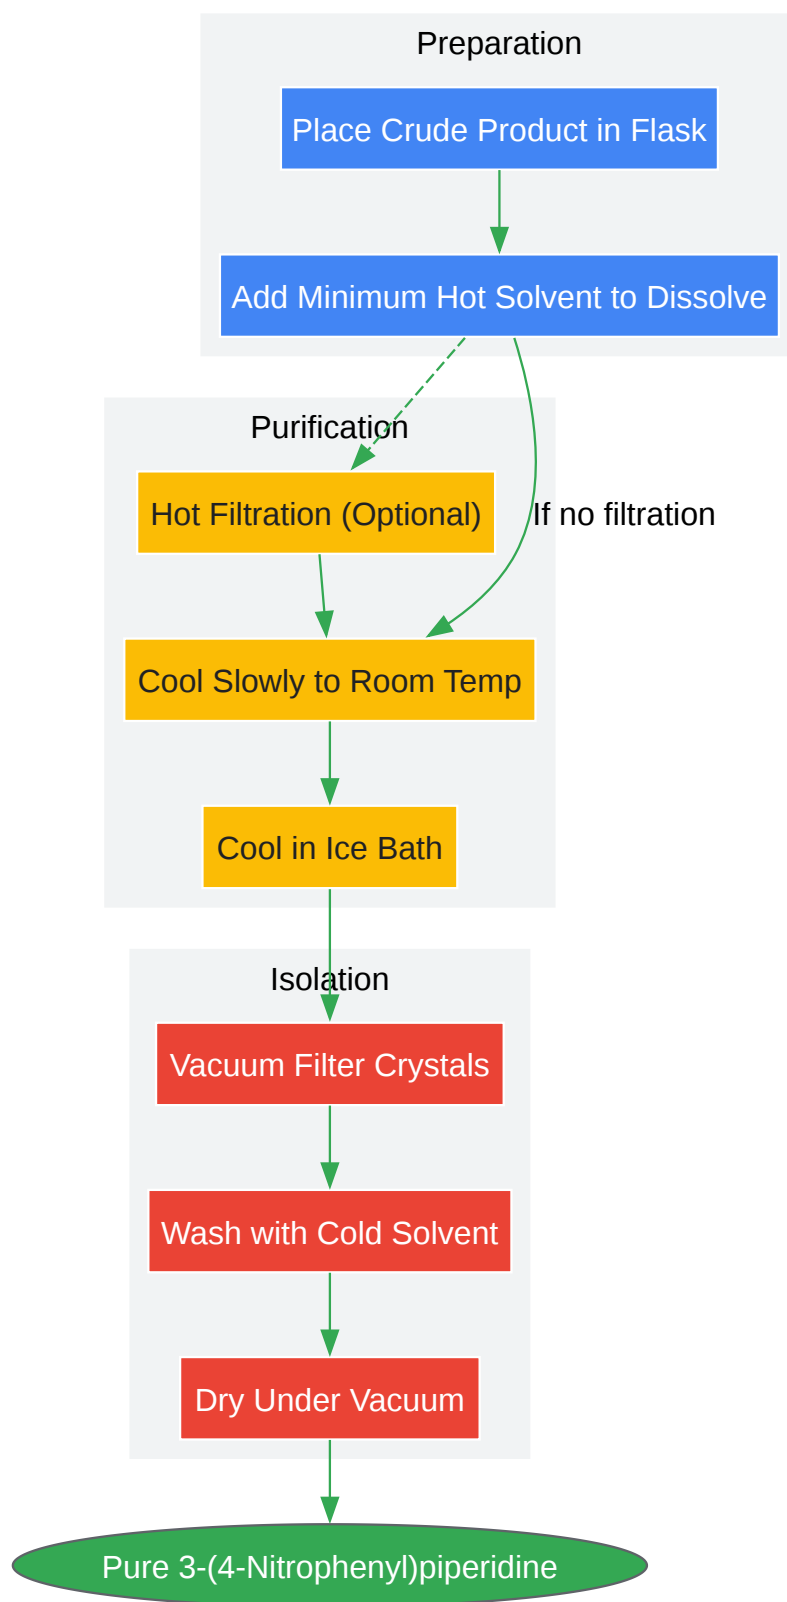 Preparation
Place Crude Product in Flask
Add Minimum Hot Solvent to Dissolve
Purification
Hot Filtration (Optional)
If no filtration
Cool Slowly to Room Temp
Cool in Ice Bath
Isolation
Vacuum Filter Crystals
Wash with Cold Solvent
Dry Under Vacuum
Pure 3-(4-Nitrophenyl)piperidine